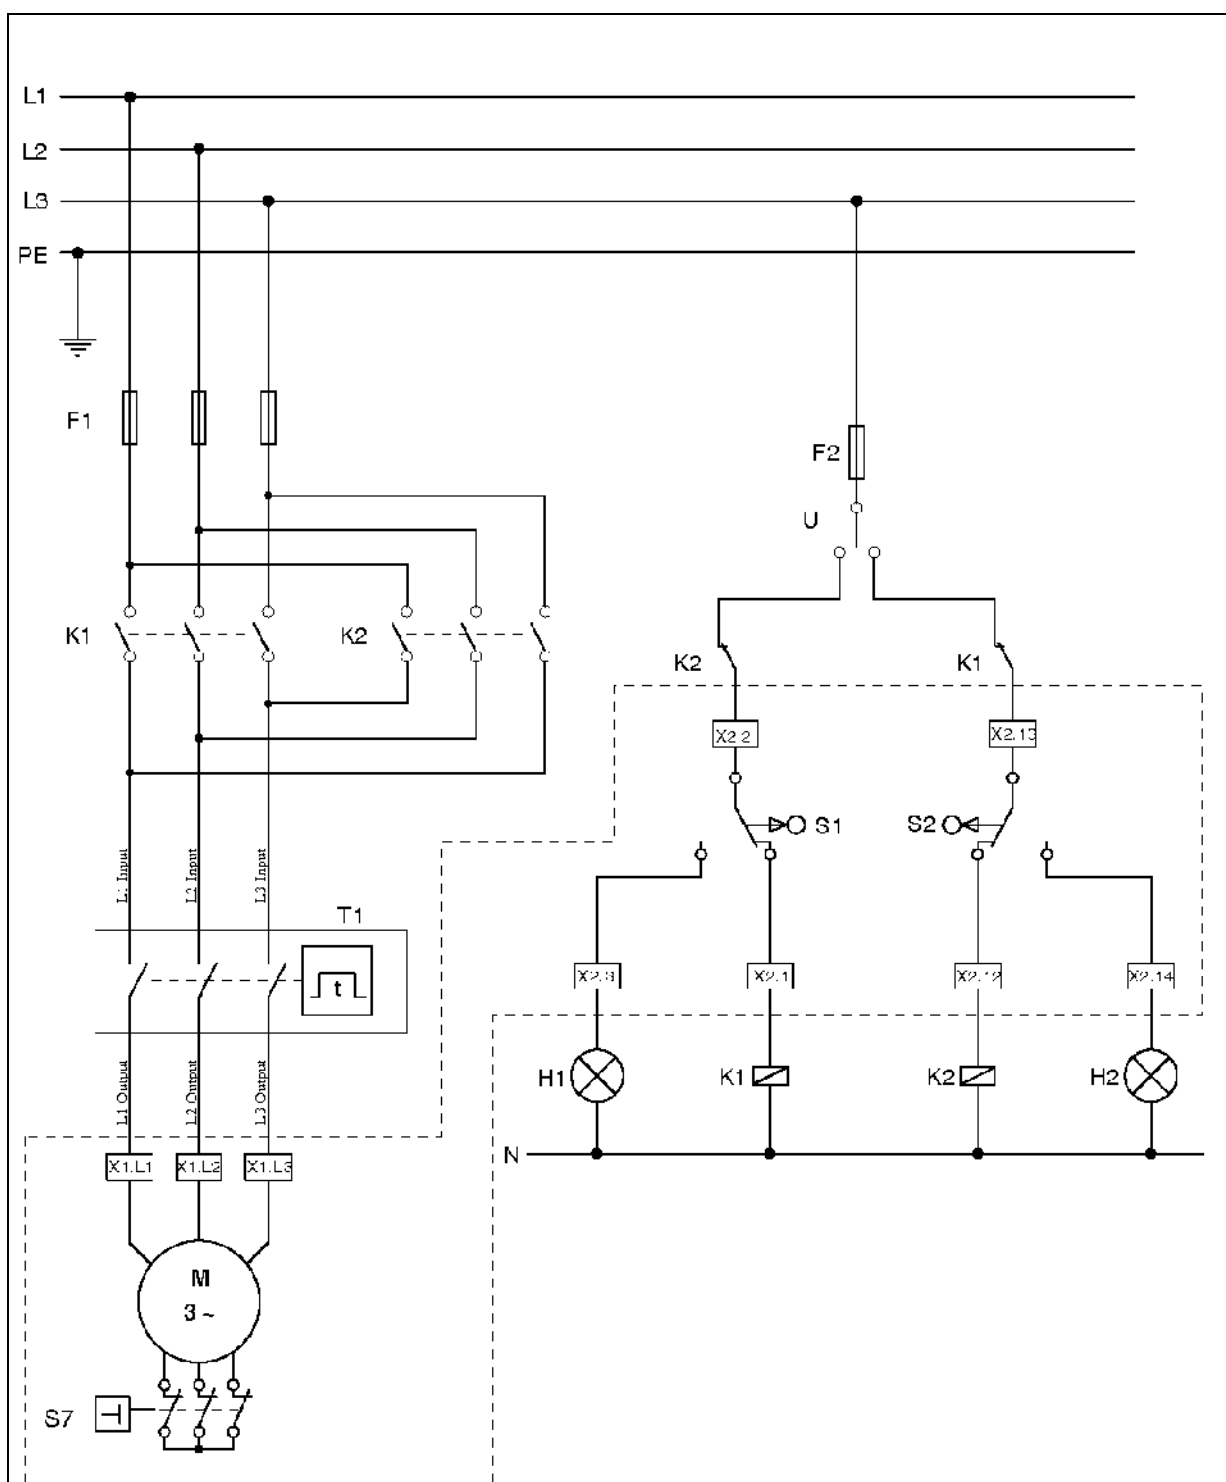 L1
L2
L3
PE
F1
F2
U
K1
K2
K2
K1
X2.2
X2.13
S1
S2
L1 Input
L2 Input
L3 Input
T1
t
X2.3
X2.1
X2.12
X2.14
L1 Output
L2 Output
L3 Output
H1
K1
K2
H2
N
X1.L1
X1.L2
X1.L3
M
3 ~
S7